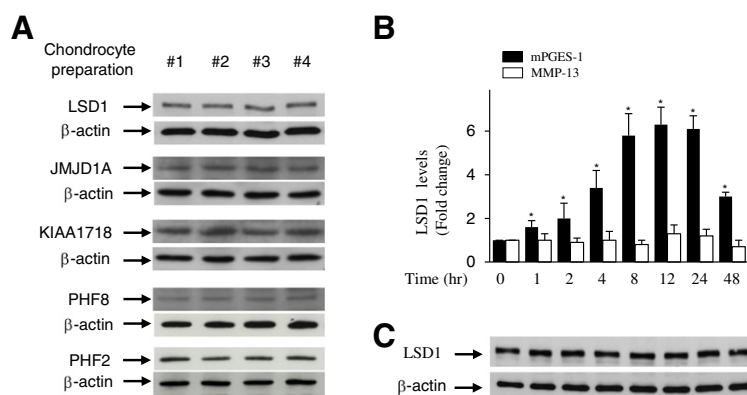 A
Chondrocyte
preparation
#1 #2 #3 #4
LSD1
β-actin
JMJD1A
β-actin
KIAA1718
β-actin
PHF8
β-actin
PHF2
β-actin
B
mPGES-1
MMP-13
LSD1 levels
(Fold change)
6
4
2
0
* * * * * * *
Time (hr) 0 1 2 4 8 12 24 48
C
LSD1
β-actin